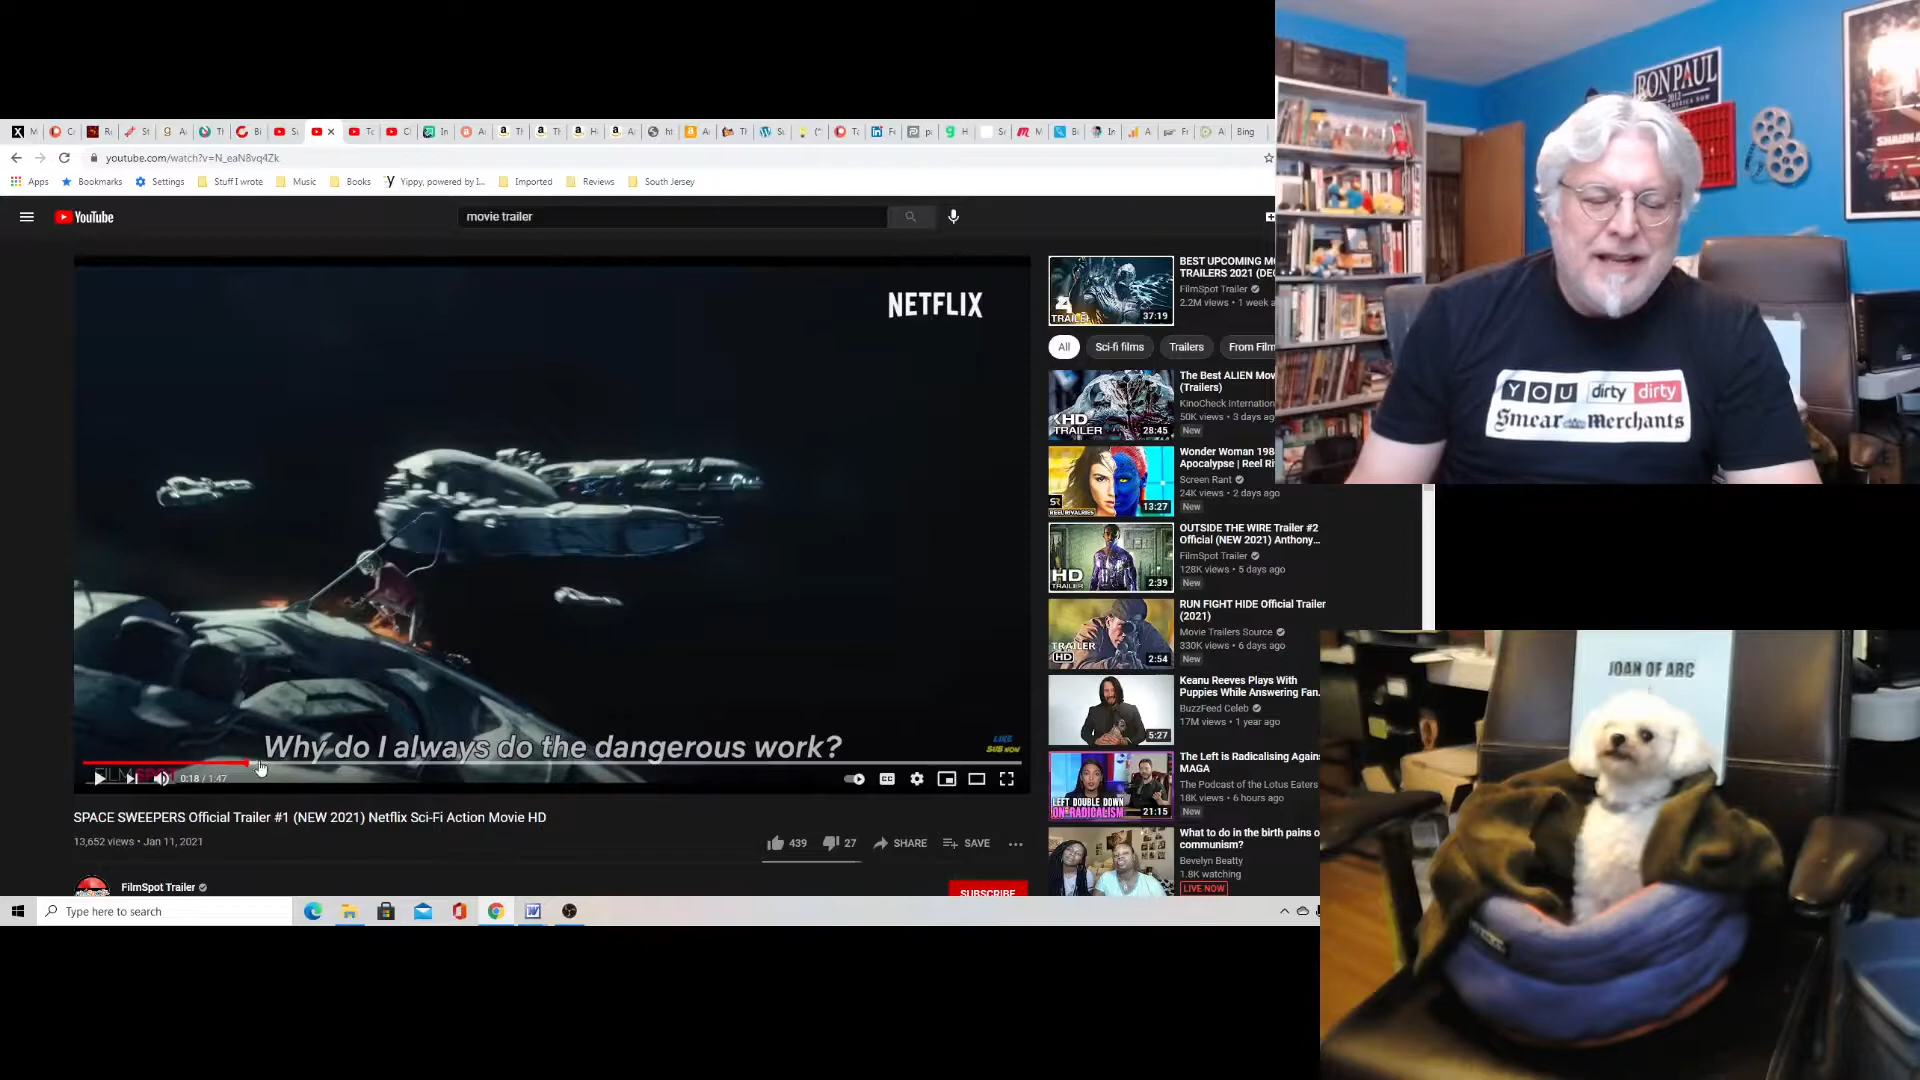 youtube.com/watch?v=N_eaN8vq4Zk
Apps
Bookmarks
Settings
Stuff I wrote
Music
Books
Yippy, powered by I...
Imported
Reviews
South Jersey
Bing
YouTube
movie trailer
NETFLIX
Why do I always do the dangerous work?
LIKE
SUB NOW
0:18 / 1:47
SPACE SWEEPERS Official Trailer #1 (NEW 2021) Netflix Sci-Fi Action Movie HD
13,652 views • Jan 11, 2021
439
27
SHARE
SAVE
FilmSpot Trailer
SUBSCRIBE
BEST UPCOMING
TRAILERS 2021
FilmSpot Trailer
2.2M views • 1 week
37:19
All
Sci-fi films
Trailers
From
The Best ALIEN
(Trailers)
KinoCheck
50K views • 3 days
New
HD
TRAILER
28:45
Wonder Woman
Apocalypse | Reel
Screen Rant
24K views • 2 days ago
New
SR
13:27
OUTSIDE THE WIRE Trailer #2
Official (NEW 2021) Anthony...
FilmSpot Trailer
128K views • 5 days ago
New
HD
TRAILER
2:39
RUN FIGHT HIDE Official Trailer
(2021)
Movie Trailers Source
330K views • 6 days ago
New
TRAILER
HD
2:54
Keanu Reeves Plays With
Puppies While Answering Fan
BuzzFeed Celeb
17M views • 1 year ago
5:27
The Left is Radicalising
MAGA
The Podcast of the Lotus Eaters
18K views • 6 hours ago
New
LEFT DOUBLE DOWN
ON RADICALISM
21:15
What to do in the birth pains
communism?
Bevelyn Beatty
1.8K watching
LIVE NOW
Type here to search
RON PAUL
2012
YOU dirty dirty
Smear Merchants
JOAN OF ARC